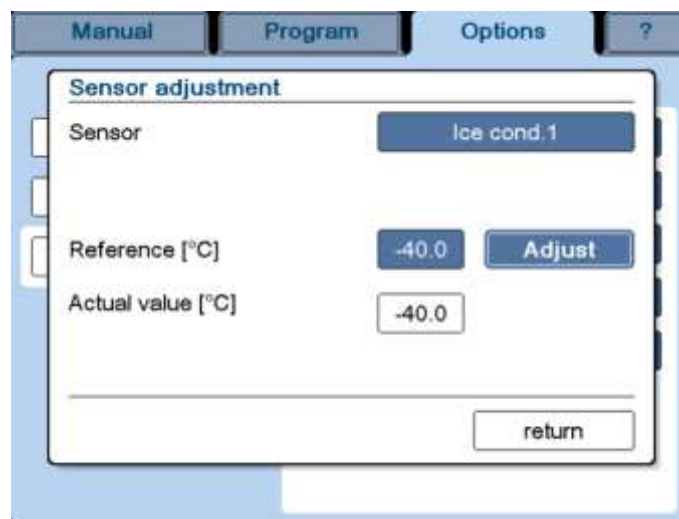 Manual Program Options ?
Sensor adjustment
Sensor Ice cond.1
Reference [°C] -40.0 Adjust
Actual value [°C] -40.0
return